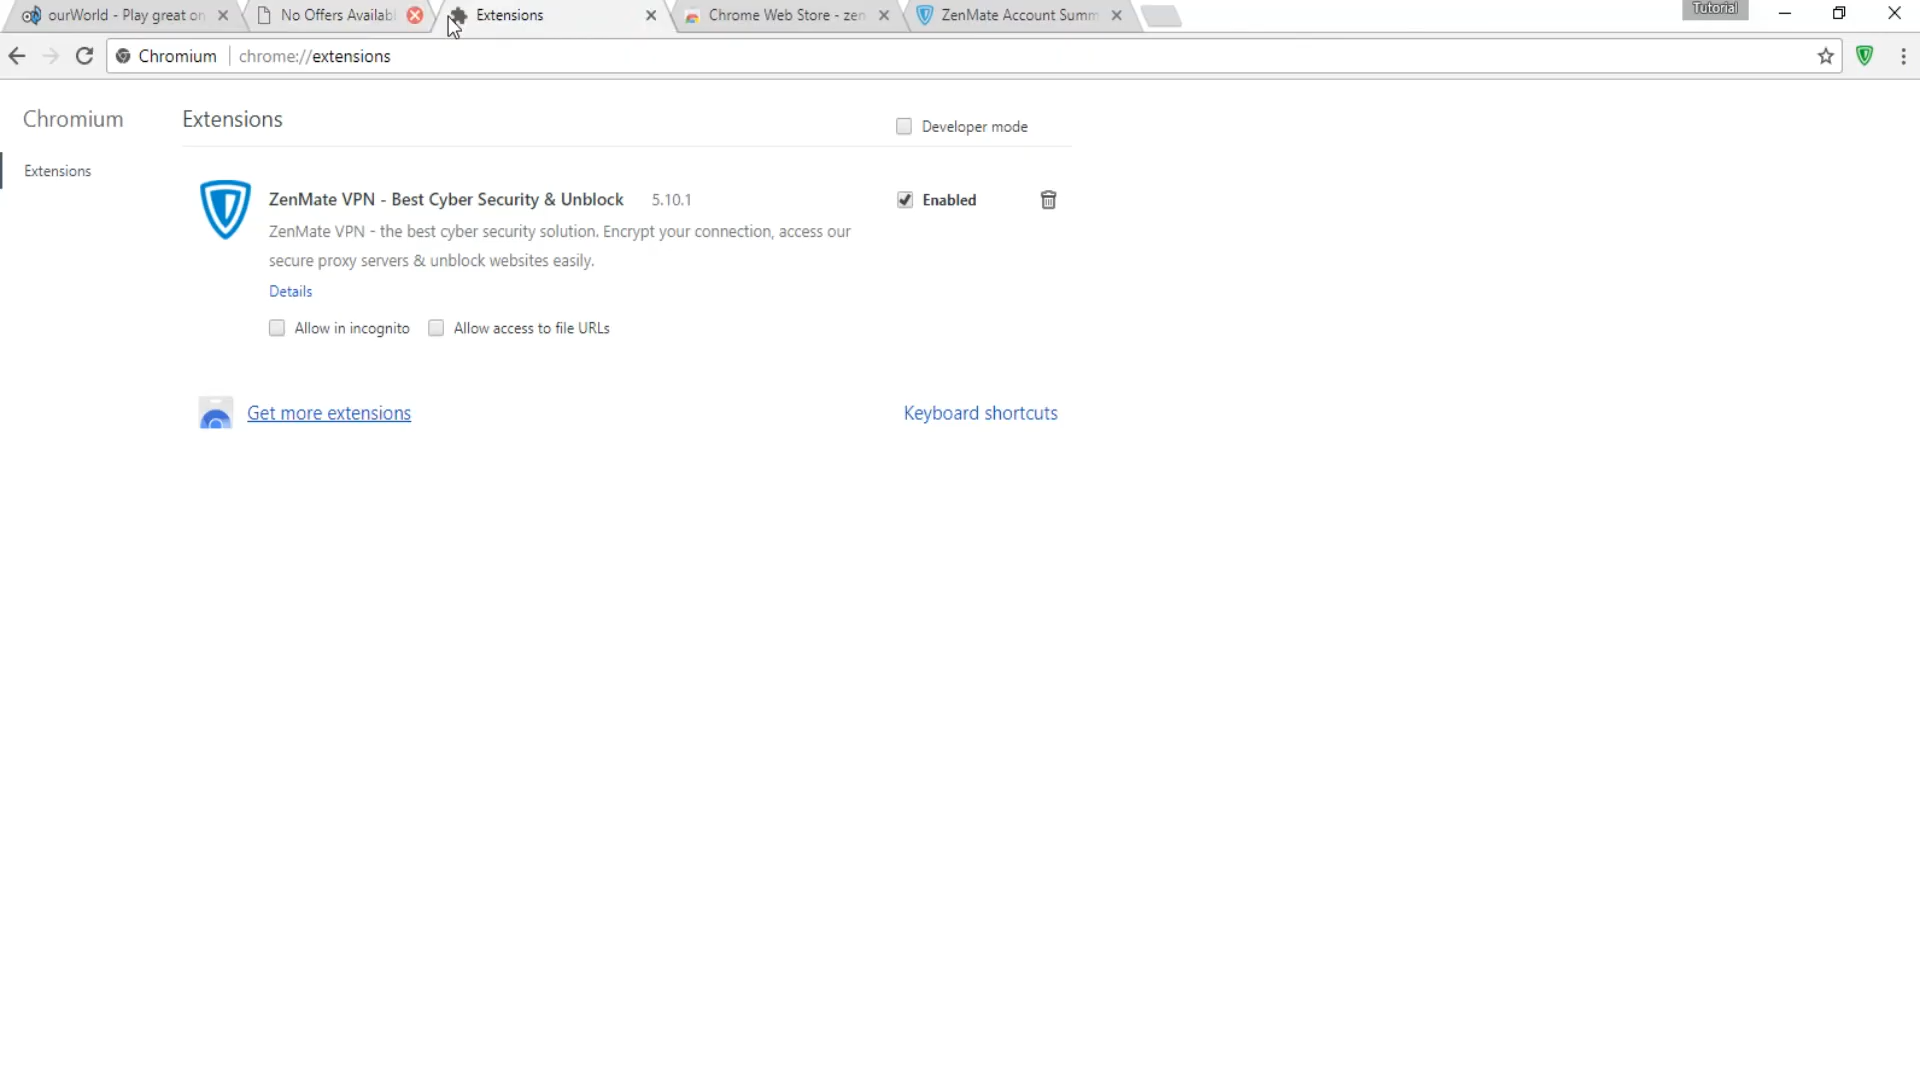 ourWorld - Play great on
No Offers Availabl
Extensions
Chrome Web Store - zen
ZenMate Account Summ
Tutorial
Chromium
chrome://extensions
Chromium
Extensions
Developer mode
Extensions
ZenMate VPN - Best Cyber Security & Unblock 5.10.1
Enabled
ZenMate VPN - the best cyber security solution. Encrypt your connection, access our
secure proxy servers & unblock websites easily.
Details
Allow in incognito
Allow access to file URLs
Get more extensions
Keyboard shortcuts